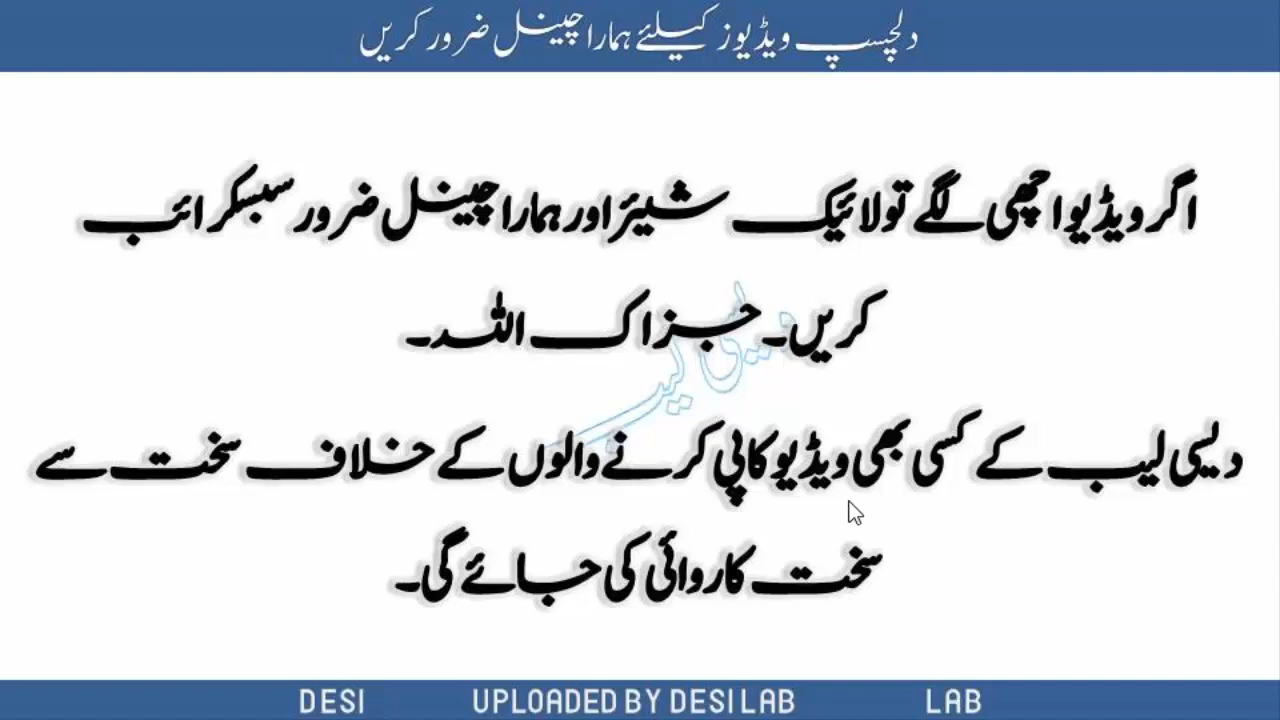 دلچسپ ویڈیوز کیلئے ہمارا چینل ضرور کریں
اگر ویڈیو اچھی لگے تو لائیک شیئر اور ہمارا چینل ضرور سبسکرائب
کریں۔ جزاک اللہ۔
دیسی لیب
دیسی لیب کے کسی بھی ویڈیو کاپی کرنے والوں کے خلاف سخت سے
سخت کاروائی کی جائے گی۔
DESI UPLOADED BY DESI LAB LAB